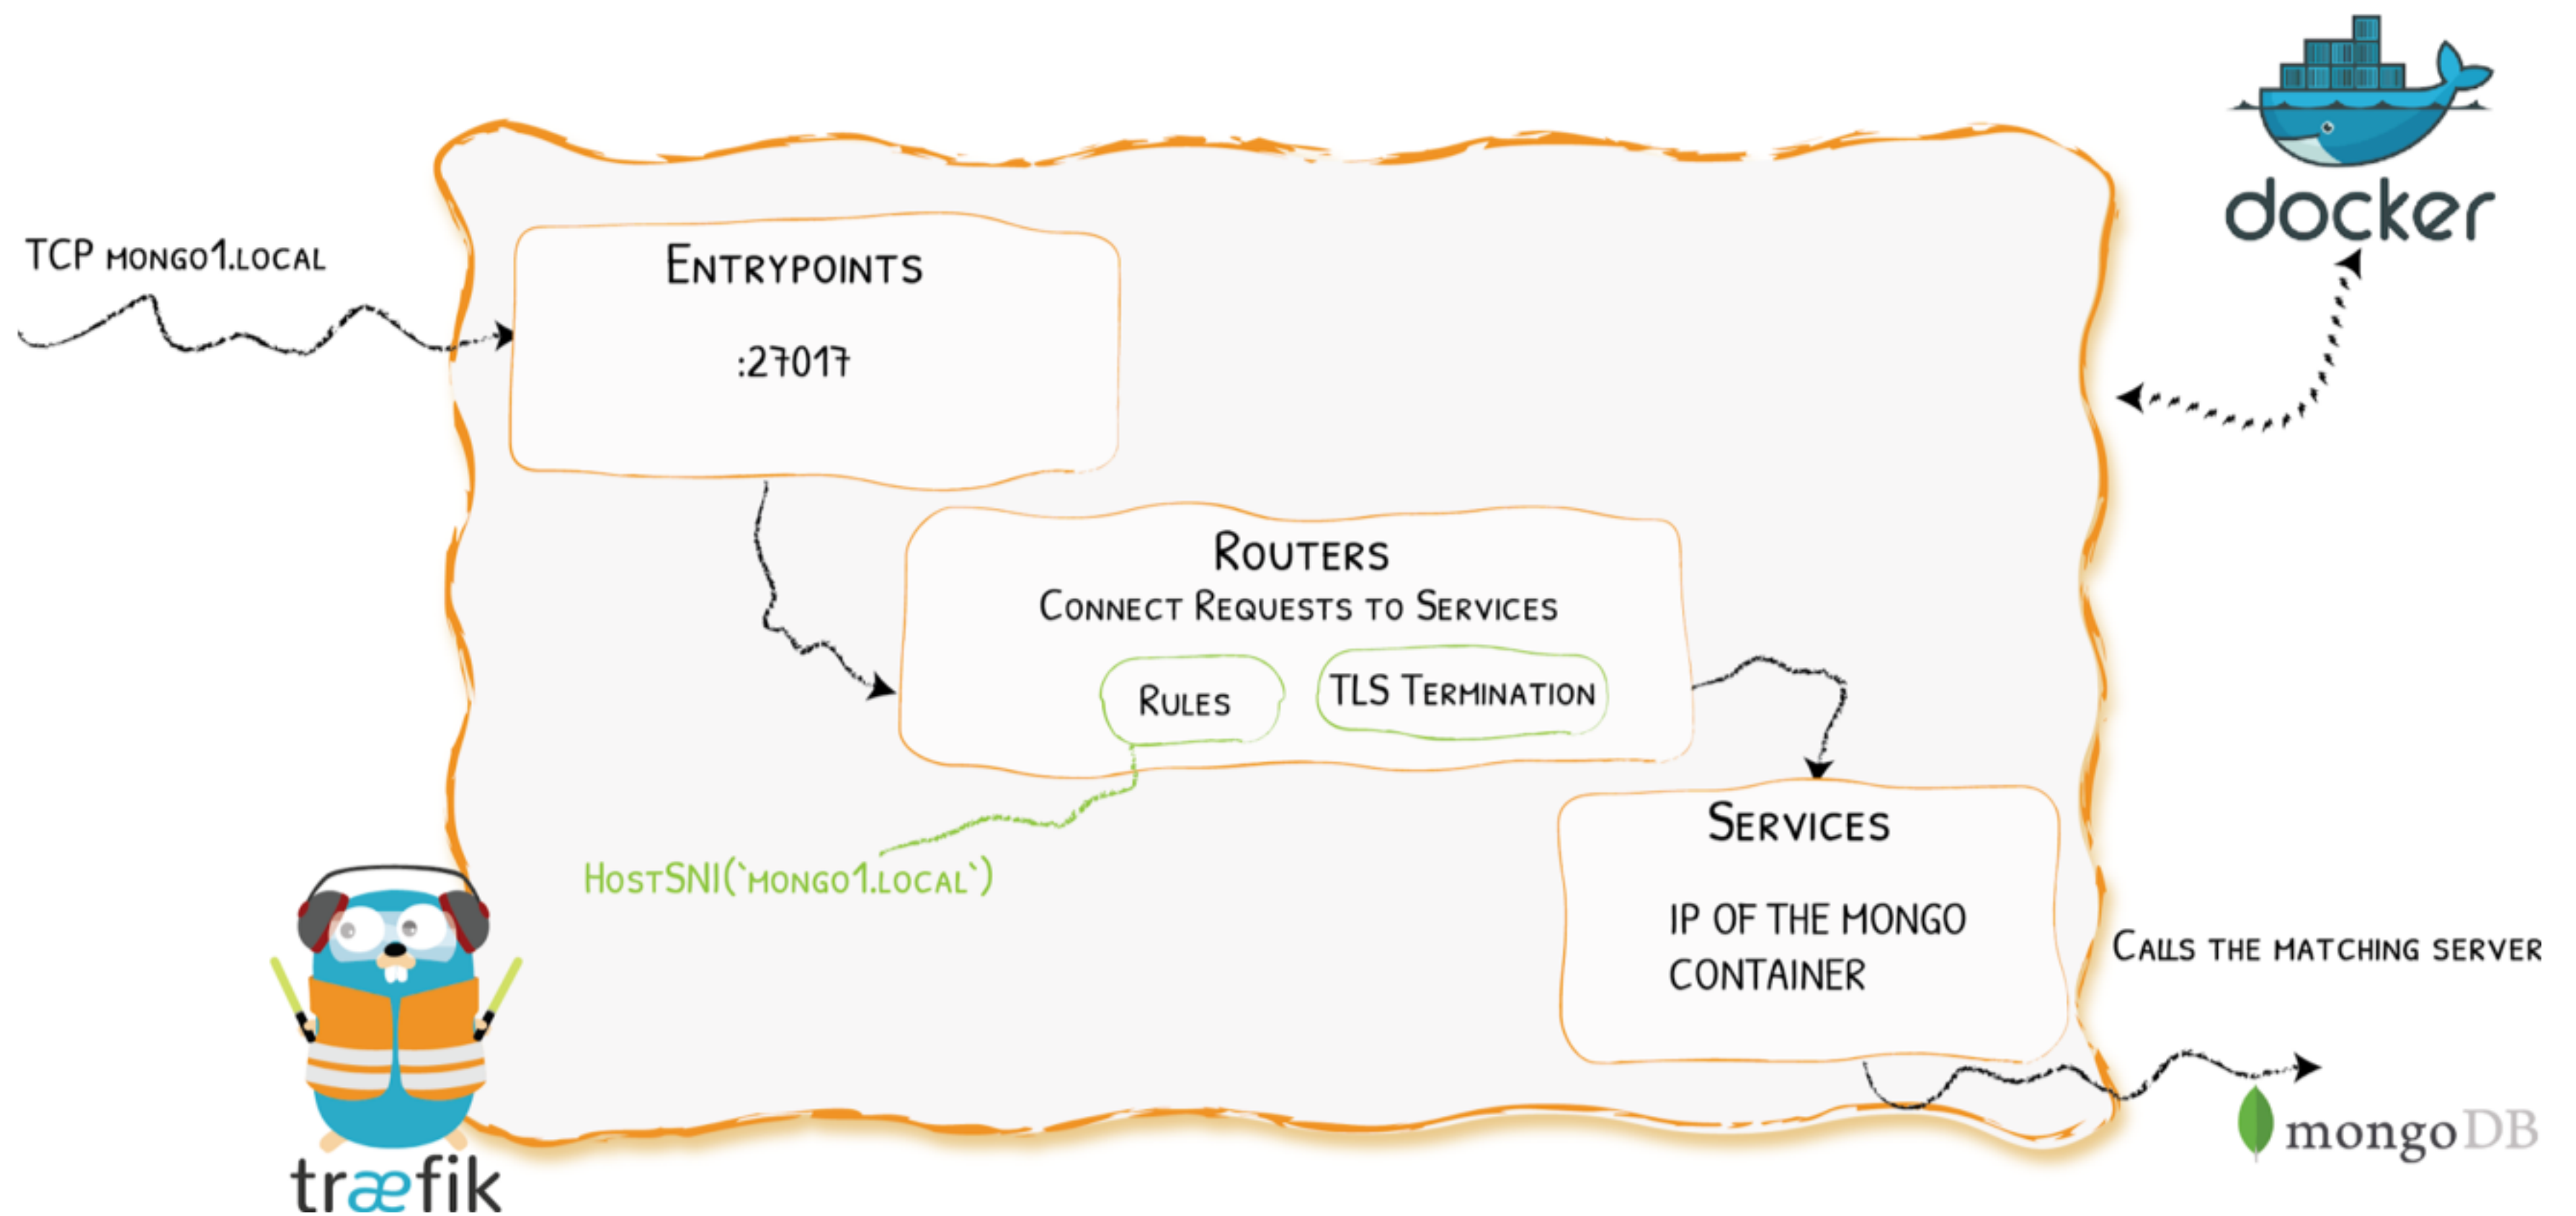 docker
TCP mongo1.local
Entrypoints
:27017
Routers
Connect Requests to Services
Rules
TLS Termination
HostSNI(`mongo1.local`)
Services
IP OF THE MONGO
CONTAINER
Calls the matching server
mongoDB
træfik